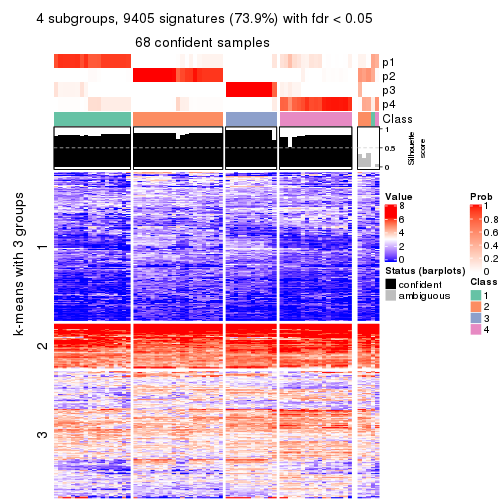 4 subgroups, 9405 signatures (73.9%) with fdr < 0.05
68 confident samples
p1
p2
p3
p4
Class
1
0.5
0
Silhouette
score
k-means with 3 groups
1
2
3
Value
8
6
4
2
0
Status (barplots)
confident
ambiguous
Prob
1
0.8
0.6
0.4
0.2
0
Class
1
2
3
4